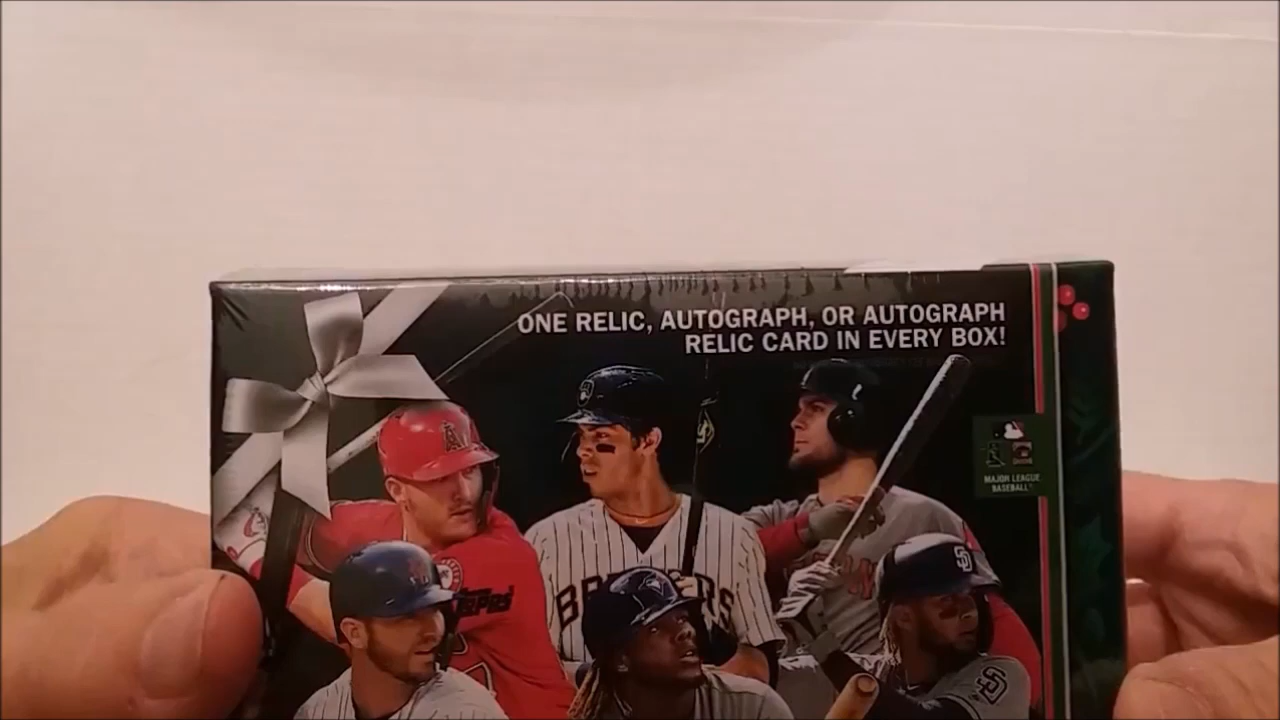 ONE RELIC, AUTOGRAPH, OR AUTOGRAPH
RELIC CARD IN EVERY BOX!
MAJOR LEAGUE
BASEBALL